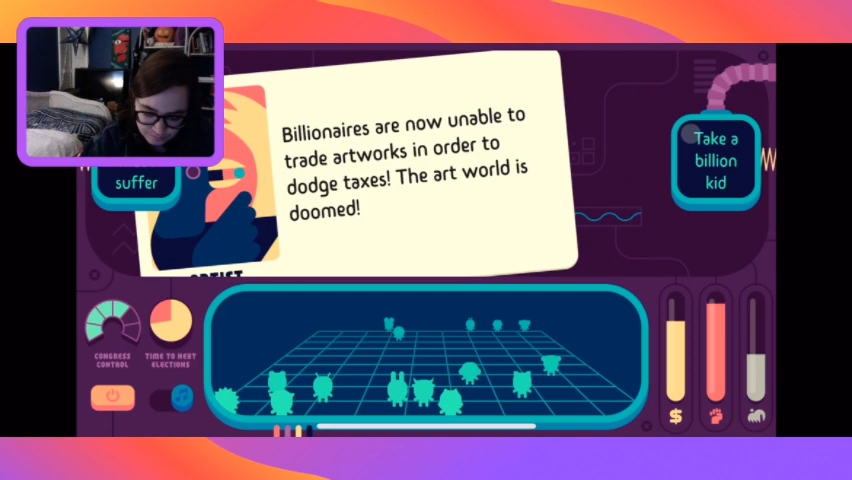 Billionaires are now unable to
trade artworks in order to
dodge taxes! The art world is
doomed!
suffer
Take a
billion
kid
ARTIST
CONGRESS
CONTROL
TIME TO NEXT
ELECTIONS
$